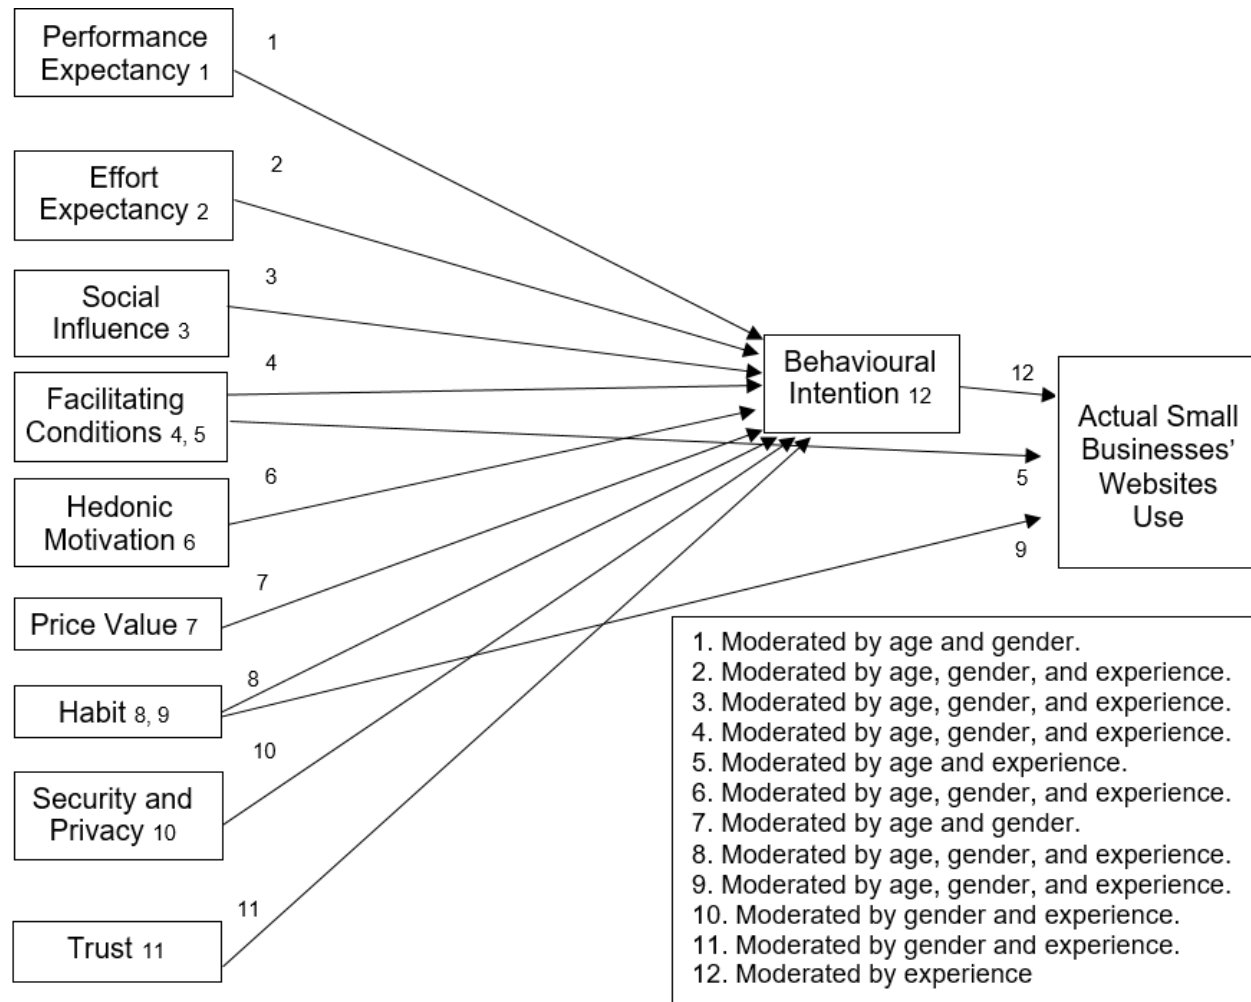 Performance
Expectancy 1
1
Effort
Expectancy 2
2
Social
Influence 3
3
Facilitating
Conditions 4, 5
4
Hedonic
Motivation 6
6
Price Value 7
7
Habit 8, 9
8
Security and
Privacy 10
10
Trust 11
11
Behavioural
Intention 12
12
5
9
Actual Small
Businesses’
Websites
Use
1. Moderated by age and gender.
2. Moderated by age, gender, and experience.
3. Moderated by age, gender, and experience.
4. Moderated by age, gender, and experience.
5. Moderated by age and experience.
6. Moderated by age, gender, and experience.
7. Moderated by age and gender.
8. Moderated by age, gender, and experience.
9. Moderated by age, gender, and experience.
10. Moderated by gender and experience.
11. Moderated by gender and experience.
12. Moderated by experience